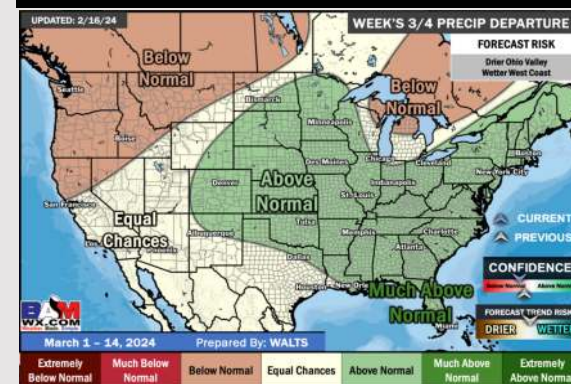 UPDATED: 2/16/24
WEEK'S 3/4 PRECIP DEPARTURE
FORECAST RISK
Drier Ohio Valley
Wetter West Coast
Below
Normal
Below
Normal
Seattle
Bismarck
Boise
Minneapolis
Boston
Des Moines
Chicago
Cleveland
New York City
Denver
Above
Normal
Indianapolis
St. Louis
San Francisco
Equal
Chances
Albuquerque
Tulsa
Memphis
Charlotte
Atlanta
Dallas
Houston
Much Above
Normal
Miami
CURRENT
PREVIOUS
CONFIDENCE
Below Normal
FORECAST TREND RISK
DRIER
WETTER
BAM
WX.COM
March 1 – 14, 2024
Prepared By: WALTS
Extremely
Below Normal
Much Below
Normal
Below Normal
Equal Chances
Above Normal
Much Above
Normal
Extremely
Above Normal